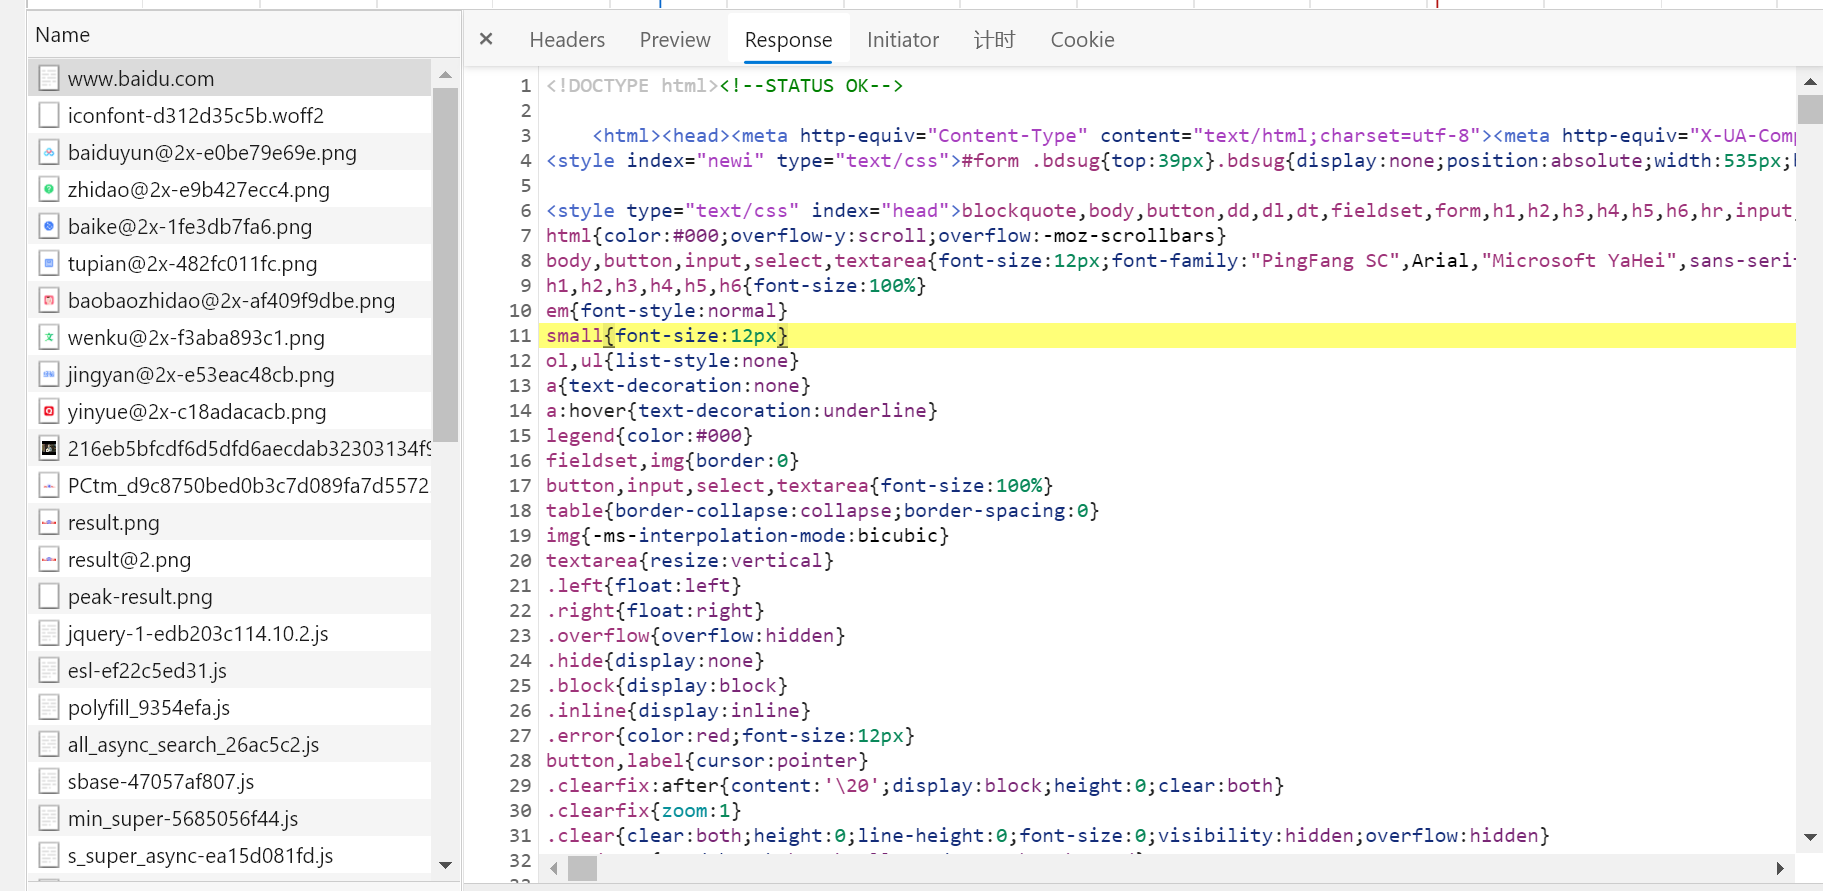 Name
www.baidu.com
iconfont-d312d35c5b.woff2
baiduyun@2x-e0be79e69e.png
zhidao@2x-e9b427ecc4.png
baike@2x-1fe3db7fa6.png
tupian@2x-482fc011fc.png
baobaozhidao@2x-af409f9dbe.png
wenku@2x-f3aba893c1.png
jingyan@2x-e53eac48cb.png
yinyue@2x-c18adacacb.png
216eb5bfcdf6d5dfd6aecdab32303134f9
PCtm_d9c8750bed0b3c7d089fa7d5572
result.png
result@2.png
peak-result.png
jquery-1-edb203c114.10.2.js
esl-ef22c5ed31.js
polyfill_9354efa.js
all_async_search_26ac5c2.js
sbase-47057af807.js
min_super-5685056f44.js
s_super_async-ea15d081fd.js
× Headers Preview Response Initiator 计时 Cookie
1 <!DOCTYPE html><!--STATUS OK-->
2
3     <html><head><meta http-equiv="Content-Type" content="text/html;charset=utf-8"><meta http-equiv="X-UA-Comp
4 <style index="newi" type="text/css">#form .bdsug{top:39px}.bdsug{display:none;position:absolute;width:535px;
5
6 <style type="text/css" index="head">blockquote,body,button,dd,dl,dt,fieldset,form,h1,h2,h3,h4,h5,h6,hr,input,
7 html{color:#000;overflow-y:scroll;overflow:-moz-scrollbars}
8 body,button,input,select,textarea{font-size:12px;font-family:"PingFang SC",Arial,"Microsoft YaHei",sans-seri
9 h1,h2,h3,h4,h5,h6{font-size:100%}
10 em{font-style:normal}
11 small{font-size:12px}
12 ol,ul{list-style:none}
13 a{text-decoration:none}
14 a:hover{text-decoration:underline}
15 legend{color:#000}
16 fieldset,img{border:0}
17 button,input,select,textarea{font-size:100%}
18 table{border-collapse:collapse;border-spacing:0}
19 img{-ms-interpolation-mode:bicubic}
20 textarea{resize:vertical}
21 .left{float:left}
22 .right{float:right}
23 .overflow{overflow:hidden}
24 .hide{display:none}
25 .block{display:block}
26 .inline{display:inline}
27 .error{color:red;font-size:12px}
28 button,label{cursor:pointer}
29 .clearfix:after{content:'\20';display:block;height:0;clear:both}
30 .clearfix{zoom:1}
31 .clear{clear:both;height:0;line-height:0;font-size:0;visibility:hidden;overflow:hidden}
32